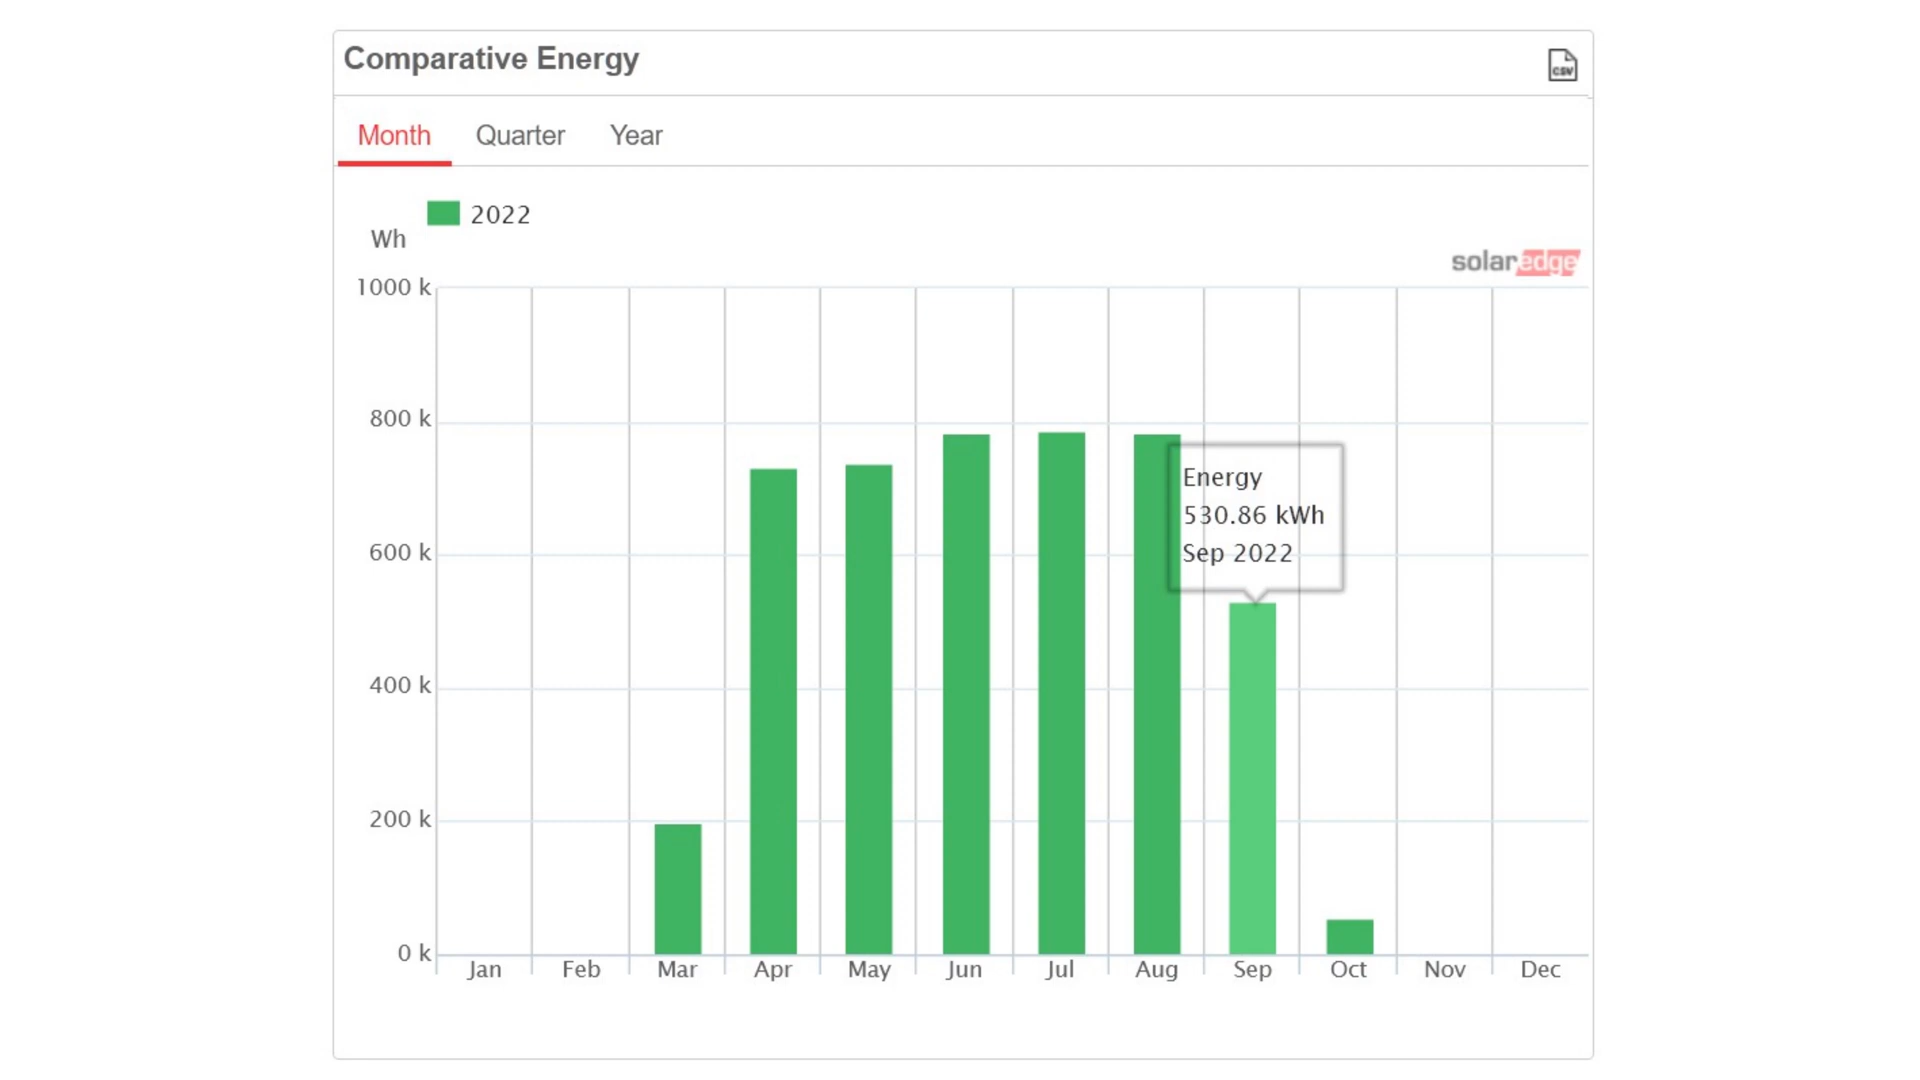 Comparative Energy
CSV
Month Quarter Year
2022
Wh
solaredge
1000 k
800 k
600 k
400 k
200 k
0 k
Energy
530.86 kWh
Sep 2022
Jan Feb Mar Apr May Jun Jul Aug Sep Oct Nov Dec